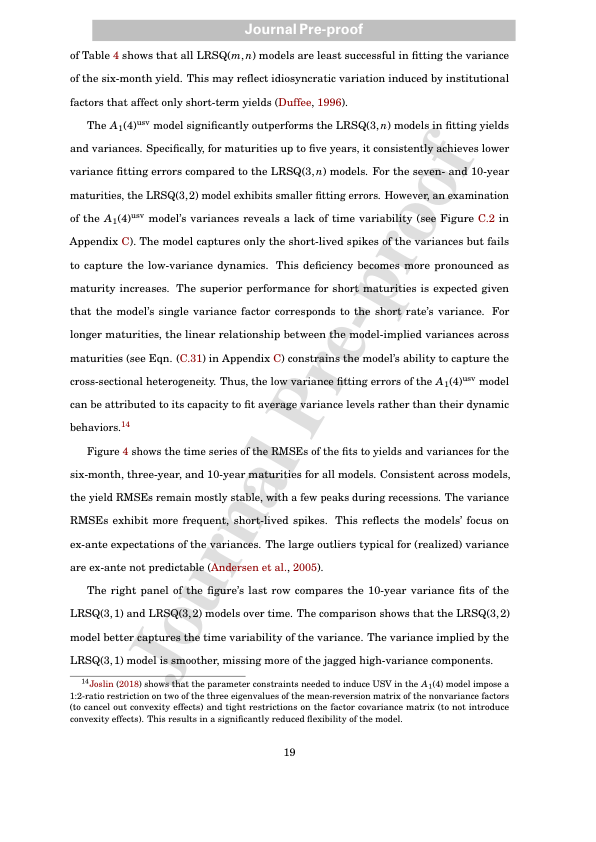 Journal Pre-proof
of Table 4 shows that all LRSQ(m, n) models are least successful in fitting the variance
of the six-month yield. This may reflect idiosyncratic variation induced by institutional
factors that affect only short-term yields (Duffee, 1996).
The A₁(4)ᵘˢᵛ model significantly outperforms the LRSQ(3, n) models in fitting yields
and variances. Specifically, for maturities up to five years, it consistently achieves lower
variance fitting errors compared to the LRSQ(3, n) models. For the seven- and 10-year
maturities, the LRSQ(3, 2) model exhibits smaller fitting errors. However, an examination
of the A₁(4)ᵘˢᵛ model's variances reveals a lack of time variability (see Figure C.2 in
Appendix C). The model captures only the short-lived spikes of the variances but fails
to capture the low-variance dynamics. This deficiency becomes more pronounced as
maturity increases. The superior performance for short maturities is expected given
that the model's single variance factor corresponds to the short rate's variance. For
longer maturities, the linear relationship between the model-implied variances across
maturities (see Eqn. (C.31) in Appendix C) constrains the model's ability to capture the
cross-sectional heterogeneity. Thus, the low variance fitting errors of the A₁(4)ᵘˢᵛ model
can be attributed to its capacity to fit average variance levels rather than their dynamic
behaviors.¹⁴
Figure 4 shows the time series of the RMSEs of the fits to yields and variances for the
six-month, three-year, and 10-year maturities for all models. Consistent across models,
the yield RMSEs remain mostly stable, with a few peaks during recessions. The variance
RMSEs exhibit more frequent, short-lived spikes. This reflects the models' focus on
ex-ante expectations of the variances. The large outliers typical for (realized) variance
are ex-ante not predictable (Andersen et al., 2005).
The right panel of the figure's last row compares the 10-year variance fits of the
LRSQ(3, 1) and LRSQ(3, 2) models over time. The comparison shows that the LRSQ(3, 2)
model better captures the time variability of the variance. The variance implied by the
LRSQ(3, 1) model is smoother, missing more of the jagged high-variance components.
¹⁴Joslin (2018) shows that the parameter constraints needed to induce USV in the A₁(4) model impose a
1:2-ratio restriction on two of the three eigenvalues of the mean-reversion matrix of the nonvariance factors
(to cancel out convexity effects) and tight restrictions on the factor covariance matrix (to not introduce
convexity effects). This results in a significantly reduced flexibility of the model.
19
Journal Pre-proof